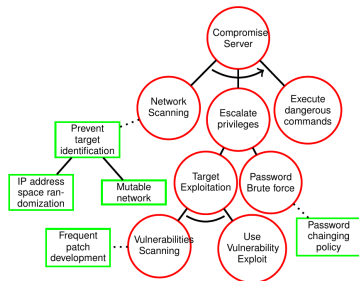 Compromise
Server
Network
Scanning
Escalate
privileges
Execute
dangerous
commands
Prevent
target
identification
IP address
space ran-
domization
Mutable
network
Target
Exploitation
Password
Brute force
Frequent
patch
development
Vulnerabilities
Scanning
Use
Vulnerability
Exploit
Password
chainging
policy